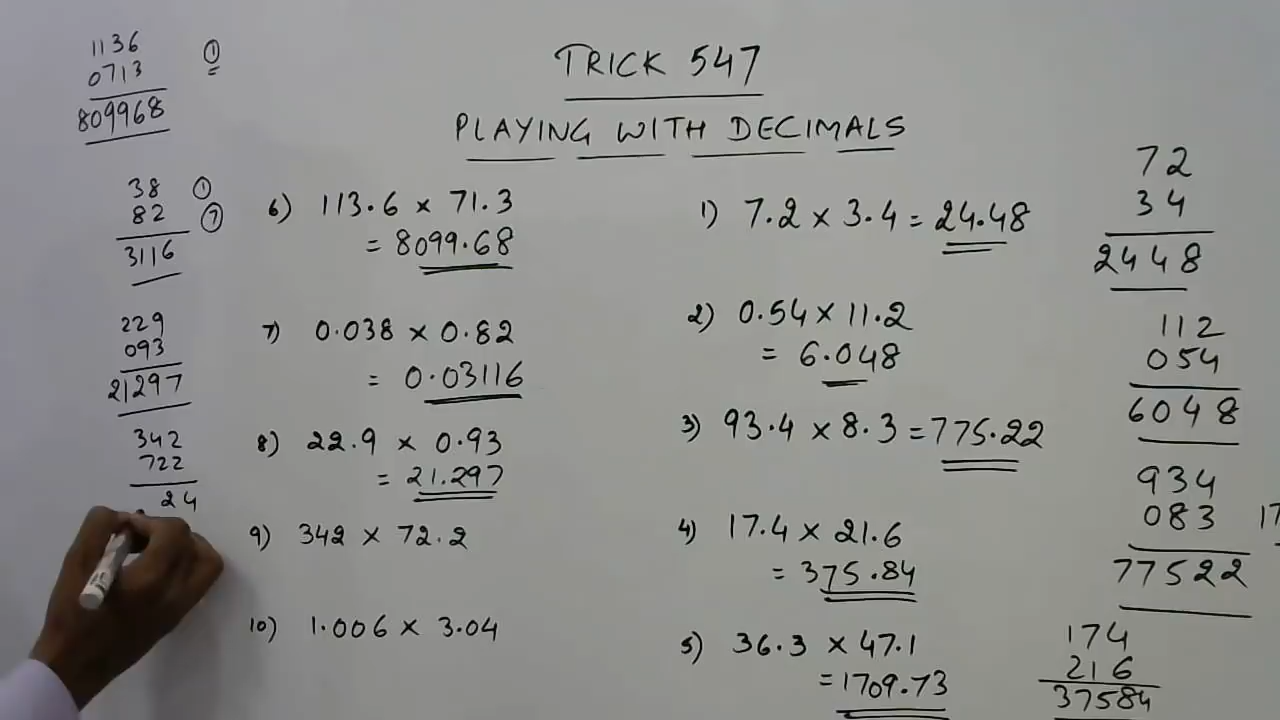 TRICK 547
PLAYING WITH DECIMALS
1136 ①
0713
809968
38 ①
82 ⑦
3116
229
093
21297
342
722
24
6) 113.6 × 71.3
= 8099.68
7) 0.038 × 0.82
= 0.03116
8) 22.9 × 0.93
= 21.297
9) 342 × 72.2
10) 1.006 × 3.04
1) 7.2 × 3.4 = 24.48
2) 0.54 × 11.2
= 6.048
3) 93.4 × 8.3 = 775.22
4) 17.4 × 21.6
= 375.84
5) 36.3 × 47.1
= 1709.73
72
34
2448
112
054
6048
934
083
77522
174
216
37584